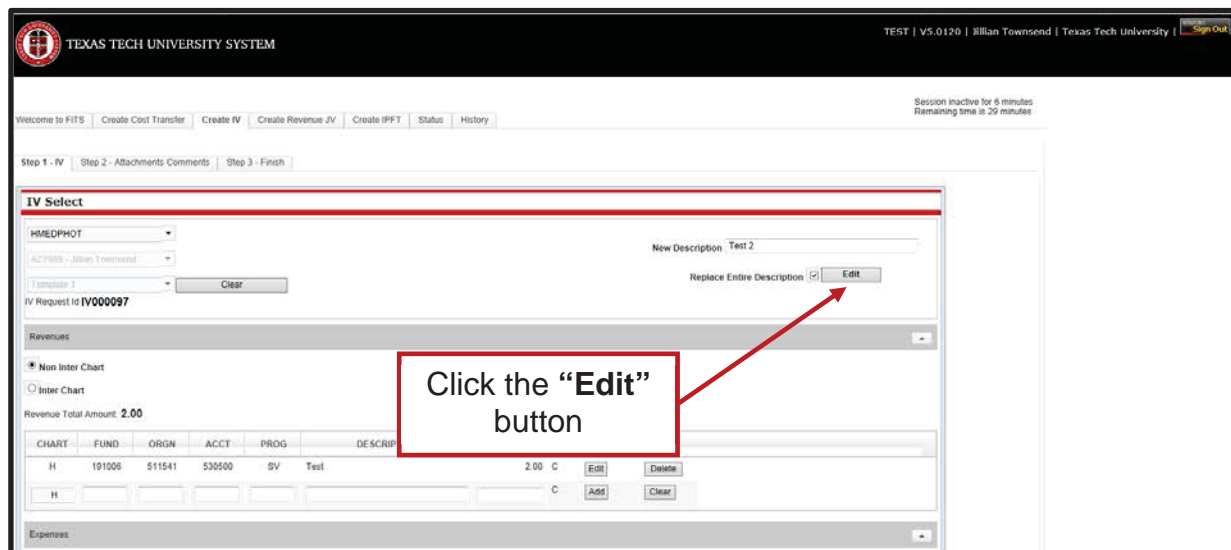 TEXAS TECH UNIVERSITY SYSTEM
TEST | V5.0120 | Jillian Townsend | Texas Tech University | Sign Out
Session inactive for 6 minutes
Remaining time is 29 minutes
Welcome to FITS Create Cost Transfer Create IV Create Revenue JV Create IPFT Status History
Step 1 - IV Step 2 - Attachments Comments Step 3 - Finish
IV Select
HMEDPHOT
New Description Test 2
Jillian Townsend
Replace Entire Description Edit
Template 1 Clear
IV Request Id IV000097
Revenues
Non Inter Chart
Inter Chart
Revenue Total Amount 2.00
Click the “Edit” button
CHART FUND ORGN ACCT PROG DESCRIP
H 191006 511541 530500 SV Test 2.00 C Edit Delete
H C Add Clear
Expenses